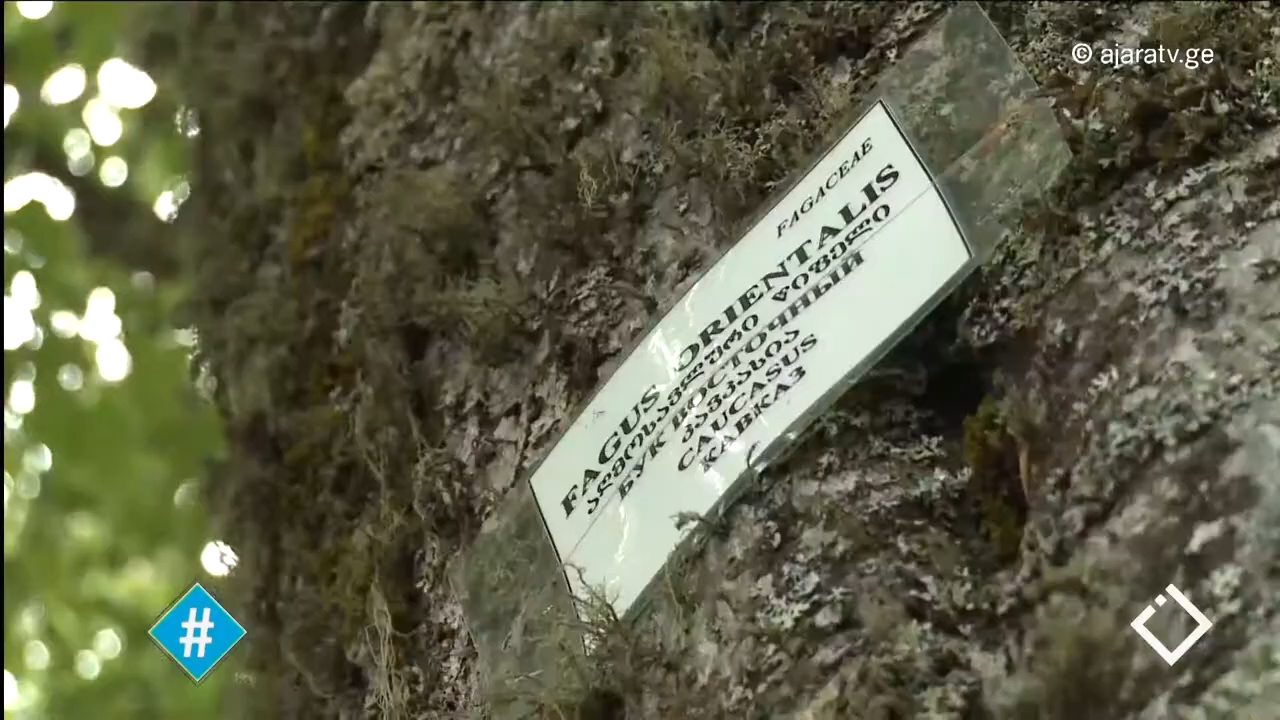 © ajaratv.ge
FAGACEAE
FAGUS ORIENTALIS
აღმოსავლური წიფელი
БУК ВОСТОЧНЫЙ
კავკასია
CAUCASUS
КАВКАЗ
#